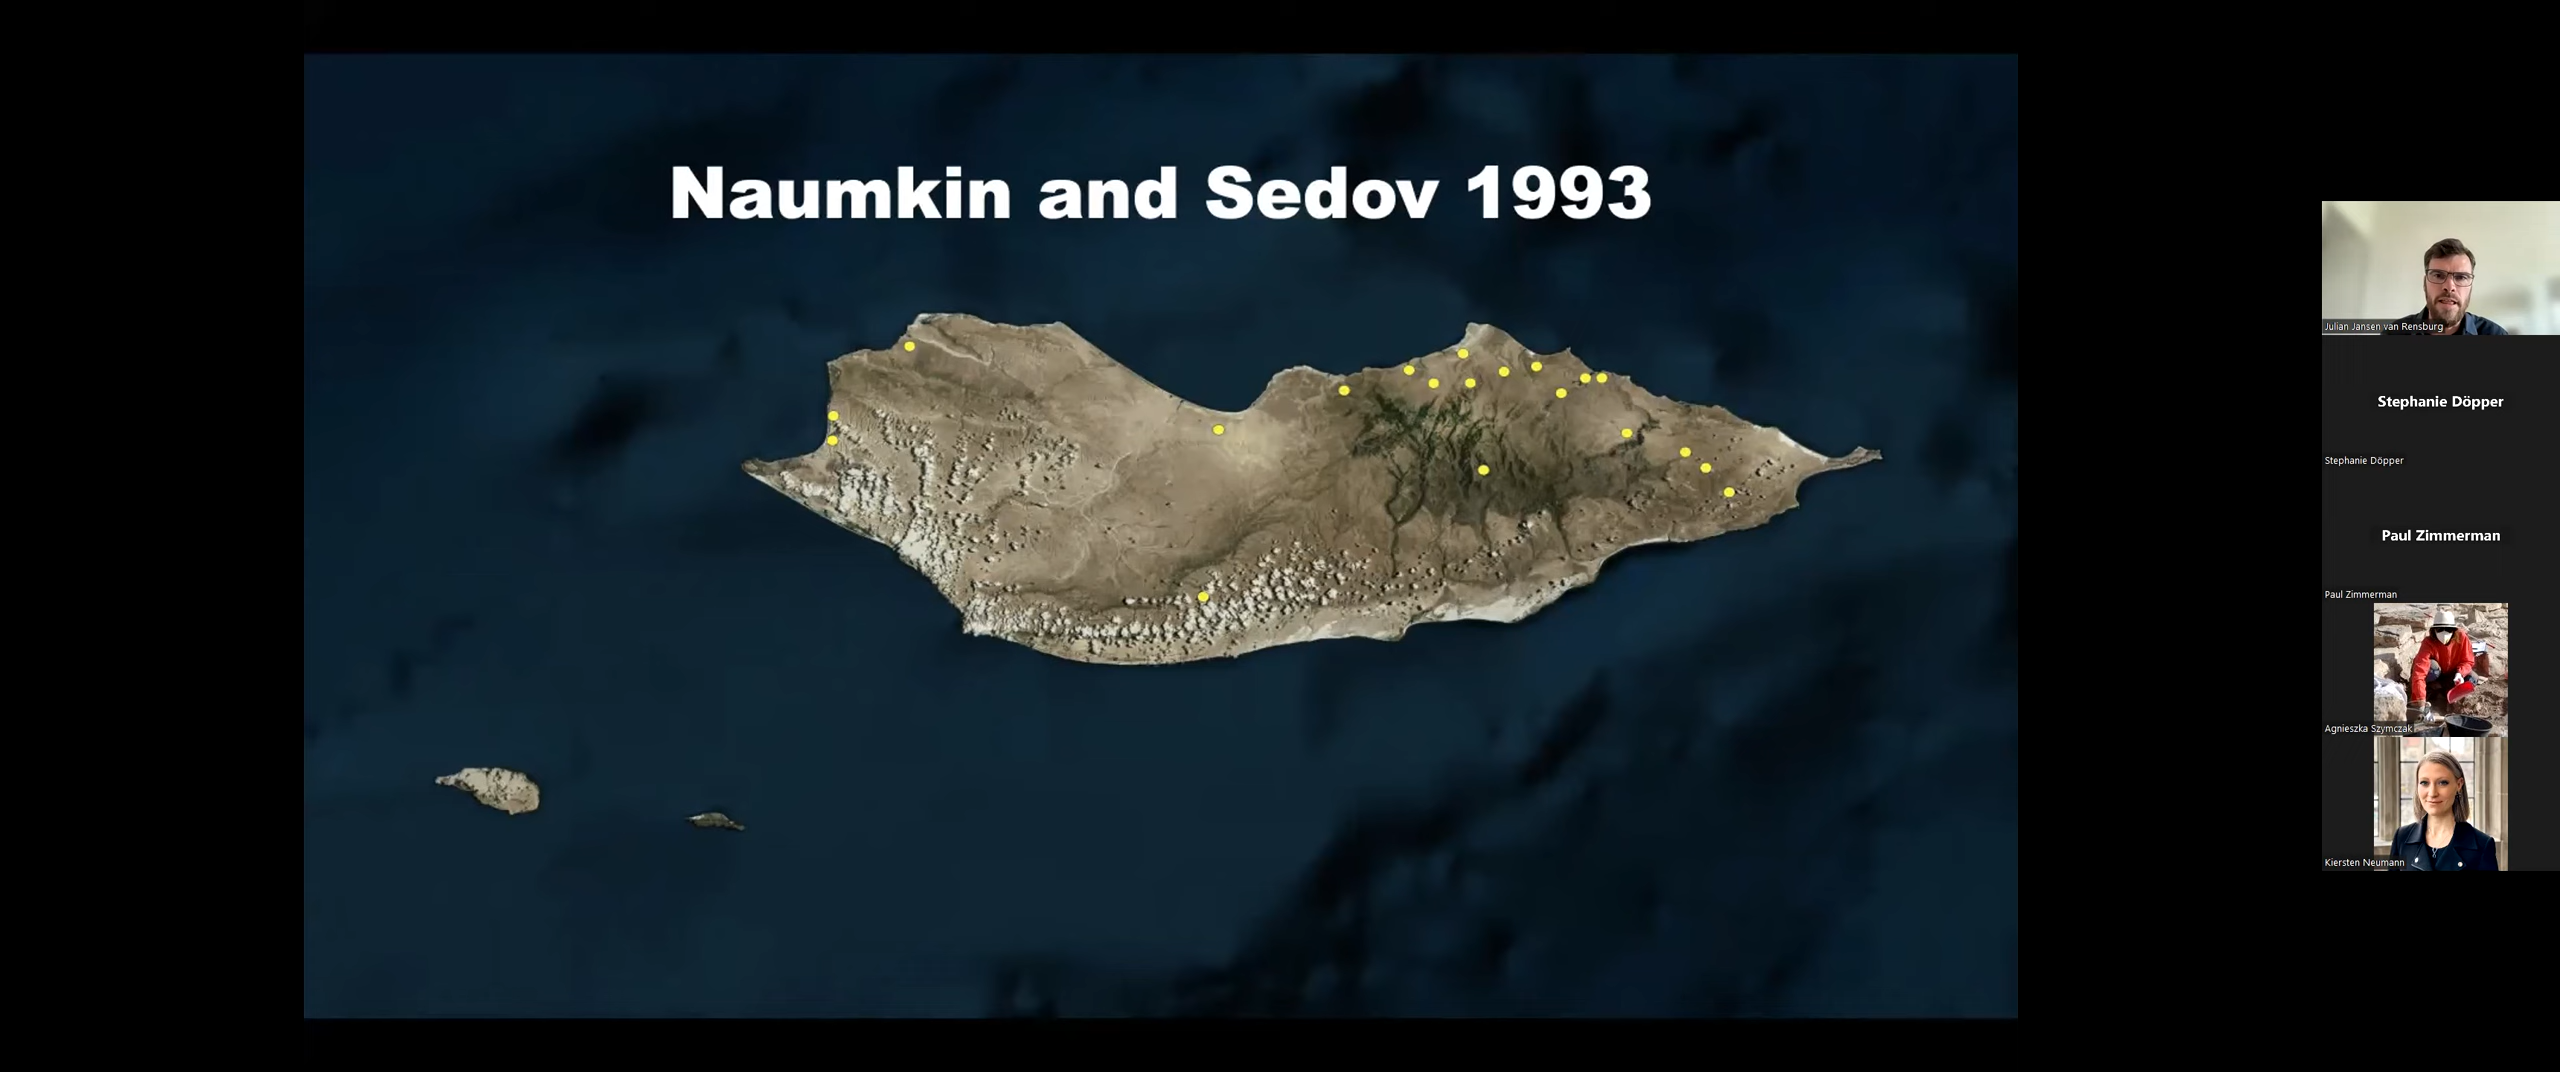 Naumkin and Sedov 1993
Julian Jansen van Rensburg
Stephanie Döpper
Stephanie Döpper
Paul Zimmerman
Paul Zimmerman
Agnieszka Szymczak
Kiersten Neumann